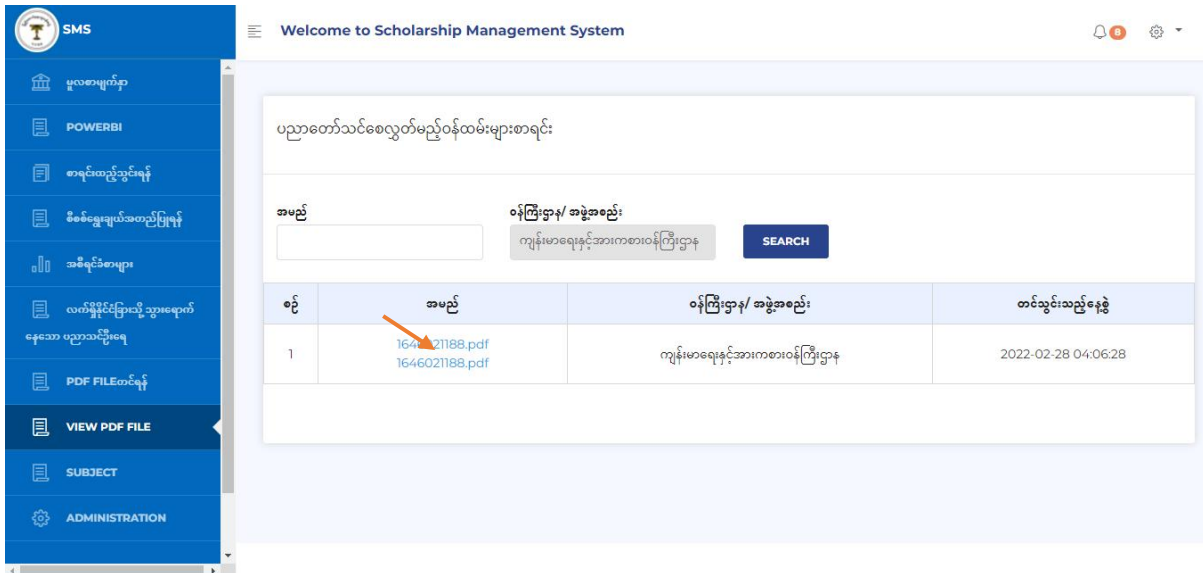 SMS
Welcome to Scholarship Management System
8
မူလစာမျက်နှာ
POWERBI
စာရင်းထည့်သွင်းရန်
စိစစ်ရွေးချယ်အတည်ပြုရန်
အစီရင်ခံစာများ
လက်ရှိနိုင်ငံခြားသို့ သွားရောက်
နေသော ပညာသင်ဦးရေ
PDF FILEတင်ရန်
VIEW PDF FILE
SUBJECT
ADMINISTRATION
ပညာတော်သင်စေလွှတ်မည့်ဝန်ထမ်းများစာရင်း
အမည်
ဝန်ကြီးဌာန/ အဖွဲ့အစည်း
ကျန်းမာရေးနှင့်အားကစားဝန်ကြီးဌာန
SEARCH
စဉ် အမည် ဝန်ကြီးဌာန/ အဖွဲ့အစည်း တင်သွင်းသည့်နေ့စွဲ
1 1646021188.pdf
1646021188.pdf
ကျန်းမာရေးနှင့်အားကစားဝန်ကြီးဌာန 2022-02-28 04:06:28